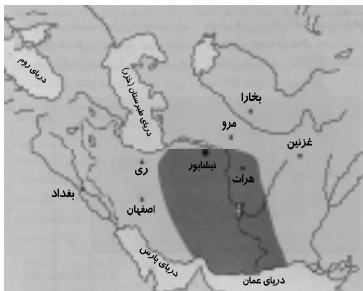 دریای روم
دریای طبرستان (خزر)
بخارا
مرو
غزنین
نیشابور
هرات
ری
بغداد
اصفهان
دریای پارس
دریای عمان